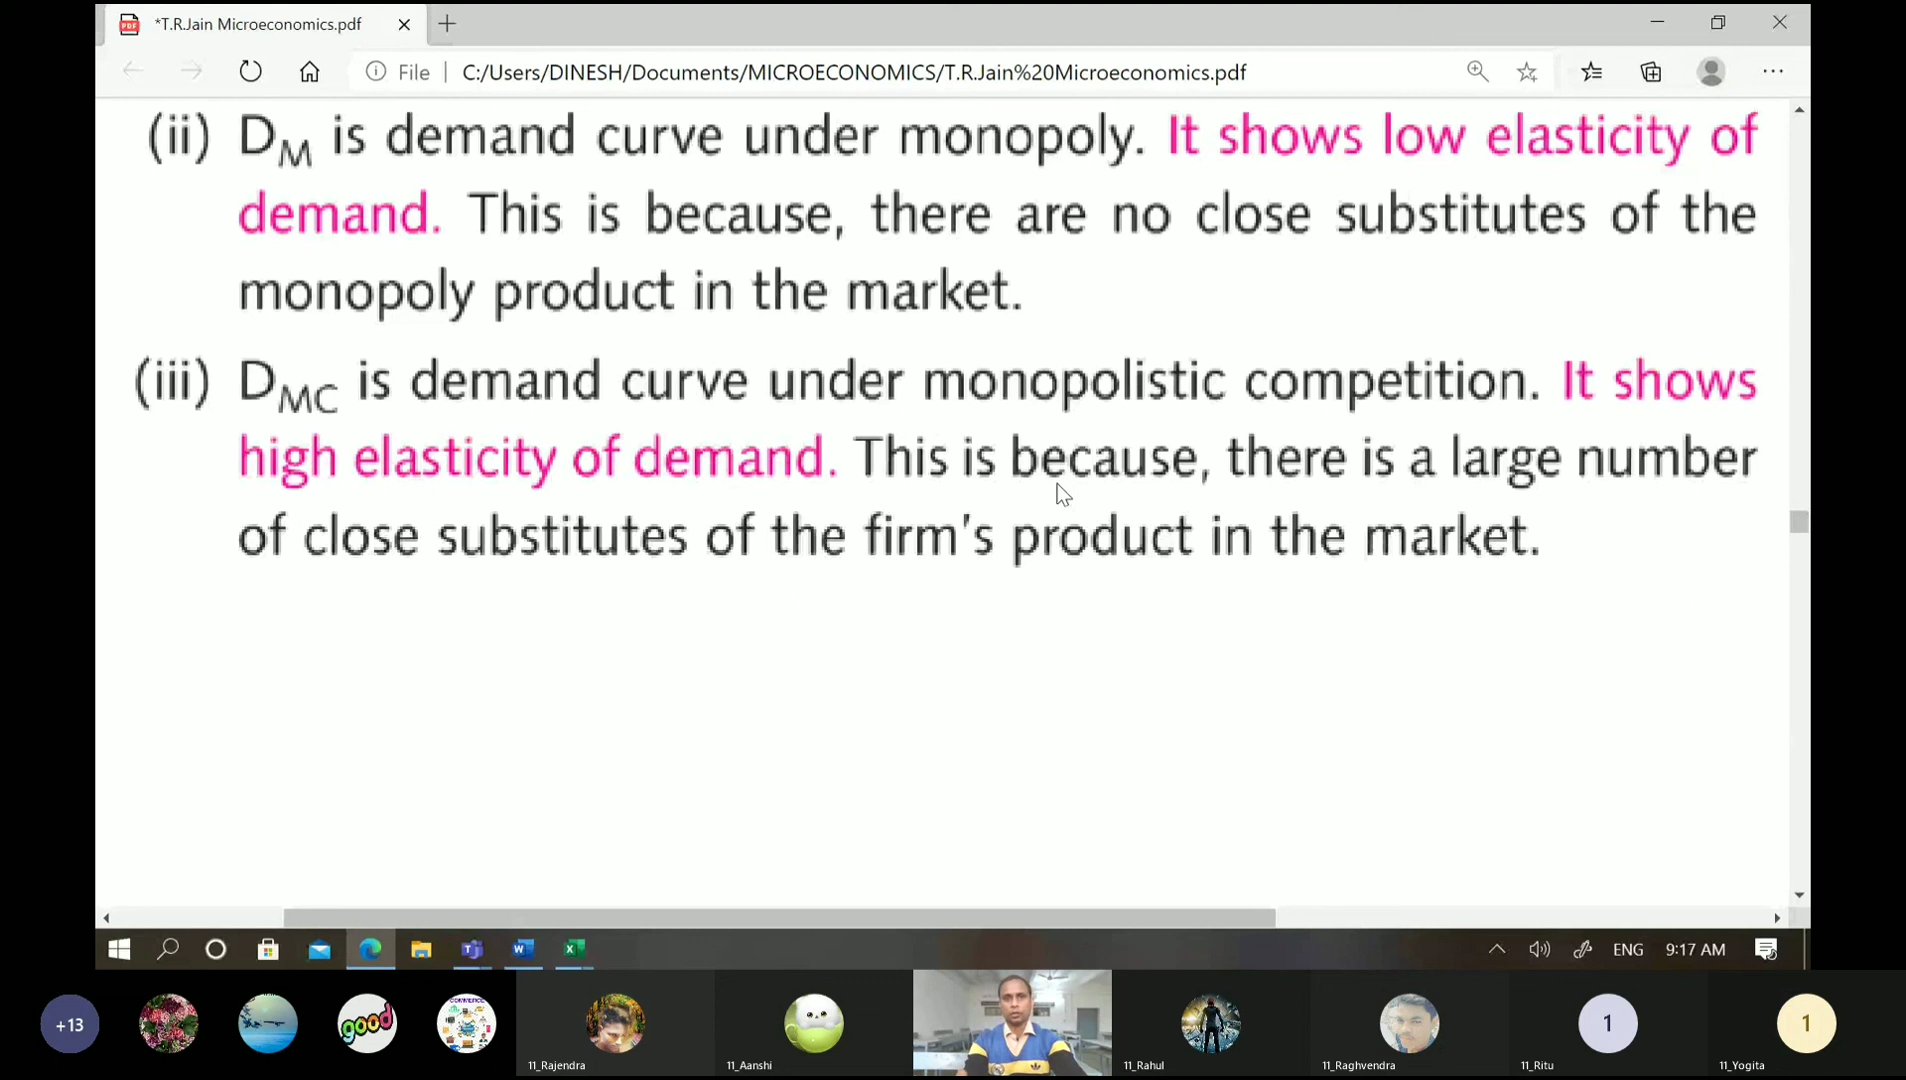 *T.R.Jain Microeconomics.pdf
File
C:/Users/DINESH/Documents/MICROECONOMICS/T.R.Jain%20Microeconomics.pdf
(ii) DM is demand curve under monopoly. It shows low elasticity of
demand. This is because, there are no close substitutes of the
monopoly product in the market.
(iii) DMC is demand curve under monopolistic competition. It shows
high elasticity of demand. This is because, there is a large number
of close substitutes of the firm's product in the market.
ENG 9:17 AM
+13
good
COMMERCE
1
1
11_Rajendra
11_Aanshi
11_Rahul
11_Raghvendra
11_Ritu
11_Yogita